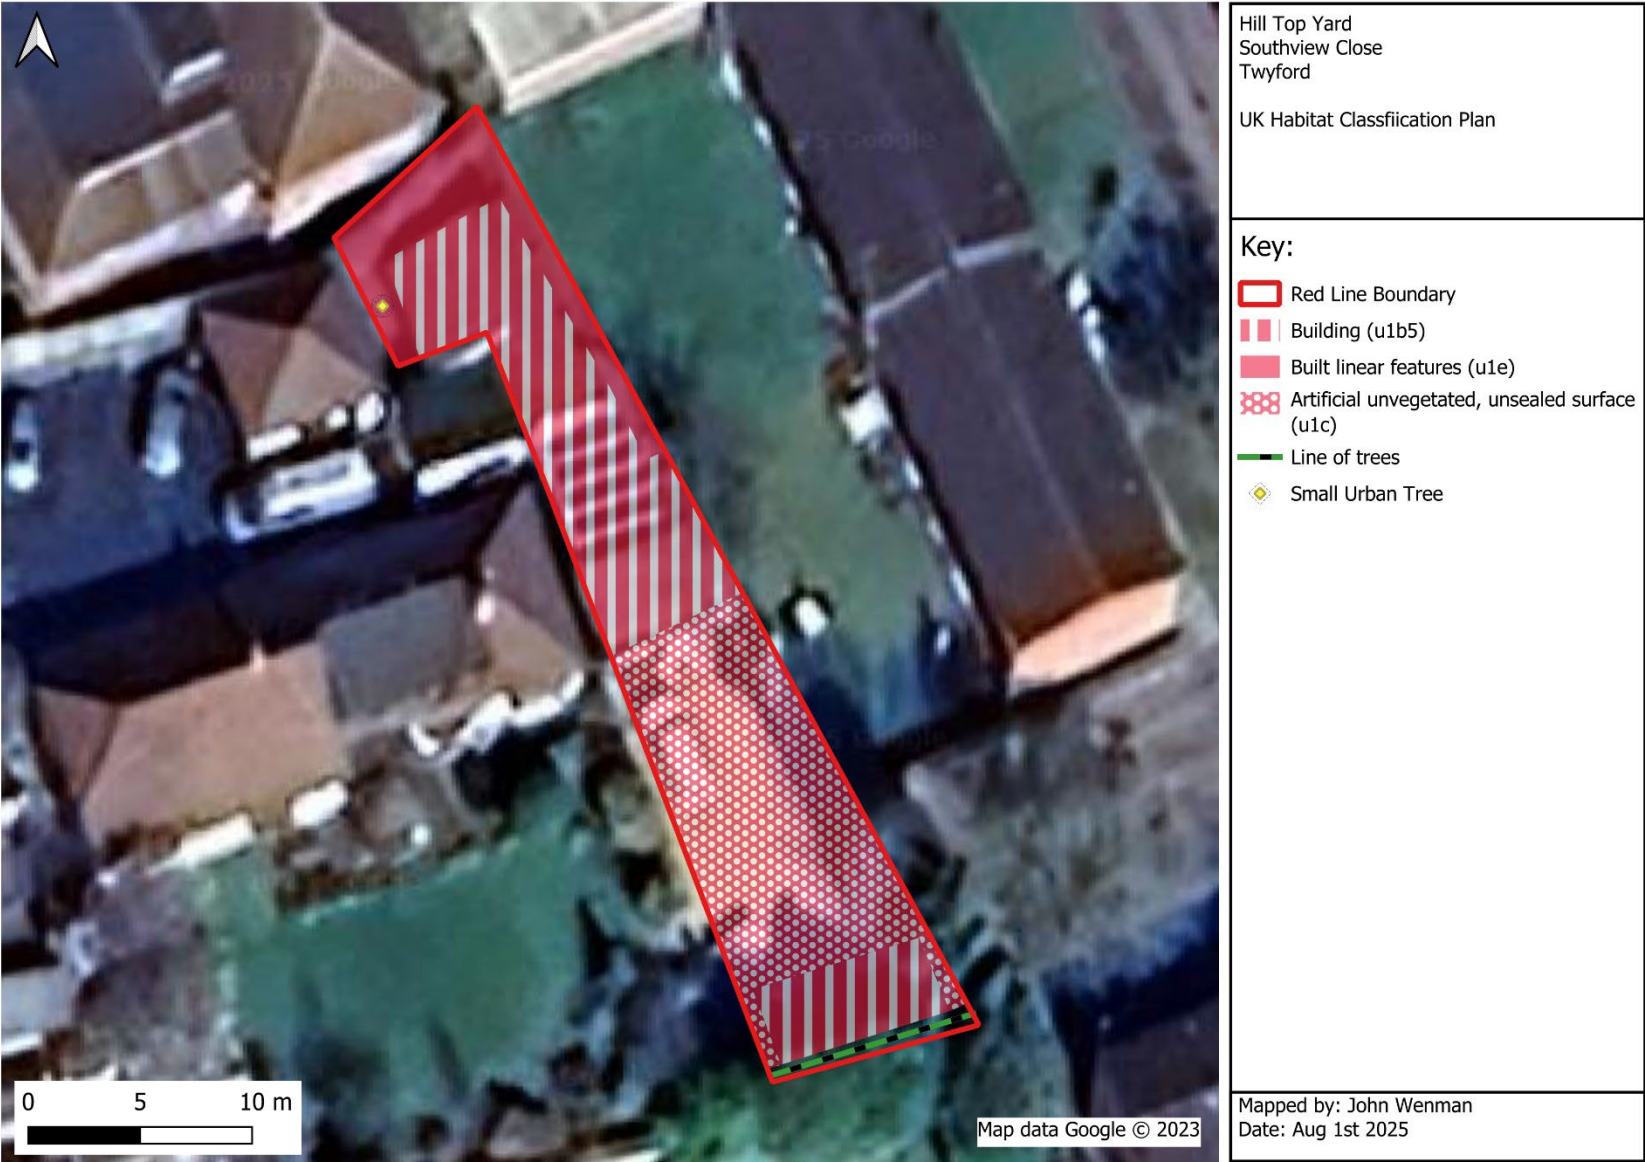 Hill Top Yard
Southview Close
Twyford
UK Habitat Classfiication Plan
Key:
Red Line Boundary
Building (u1b5)
Built linear features (u1e)
Artificial unvegetated, unsealed surface
(u1c)
Line of trees
Small Urban Tree
0 5 10 m
Map data Google © 2023
Mapped by: John Wenman
Date: Aug 1st 2025